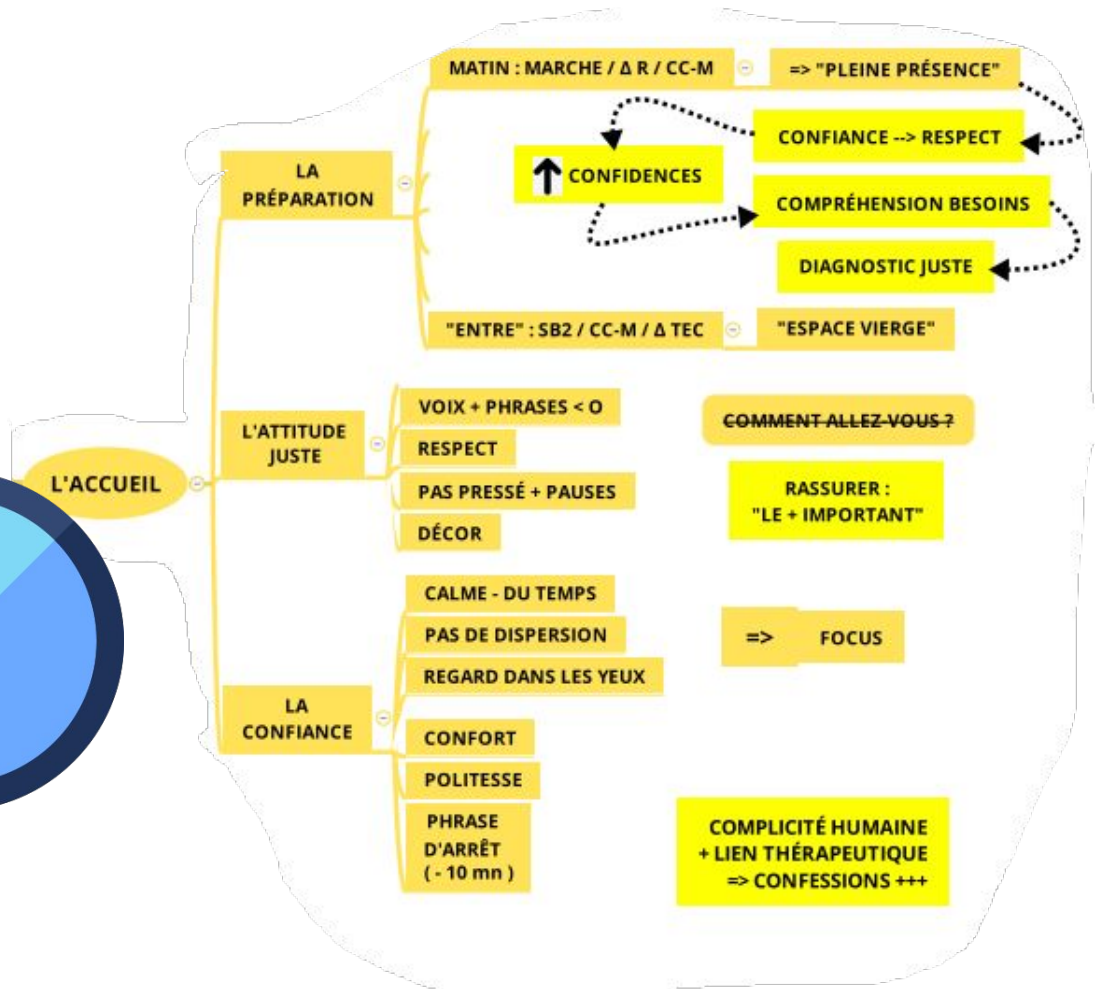 MATIN : MARCHE / Δ R / CC-M
=> "PLEINE PRÉSENCE"
CONFIANCE --> RESPECT
CONFIDENCES
COMPRÉHENSION BESOINS
DIAGNOSTIC JUSTE
LA
PRÉPARATION
"ENTRE" : SB2 / CC-M / Δ TEC
"ESPACE VIERGE"
L'ACCUEIL
L'ATTITUDE
JUSTE
VOIX + PHRASES < O
RESPECT
PAS PRESSÉ + PAUSES
DÉCOR
COMMENT ALLEZ-VOUS ?
RASSURER :
"LE + IMPORTANT"
LA
CONFIANCE
CALME - DU TEMPS
PAS DE DISPERSION
REGARD DANS LES YEUX
=> FOCUS
CONFORT
POLITESSE
PHRASE
D'ARRÊT
( - 10 mn )
COMPLICITÉ HUMAINE
+ LIEN THÉRAPEUTIQUE
=> CONFESSIONS +++